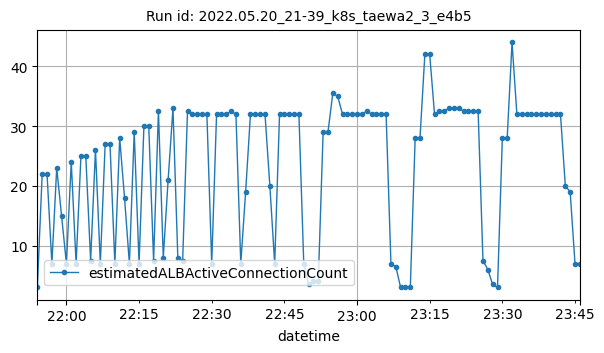 Run id: 2022.05.20_21-39_k8s_taewa2_3_e4b5
40
30
20
10
estimatedALBActiveConnectionCount
22:00 22:15 22:30 22:45 23:00 23:15 23:30 23:45
datetime